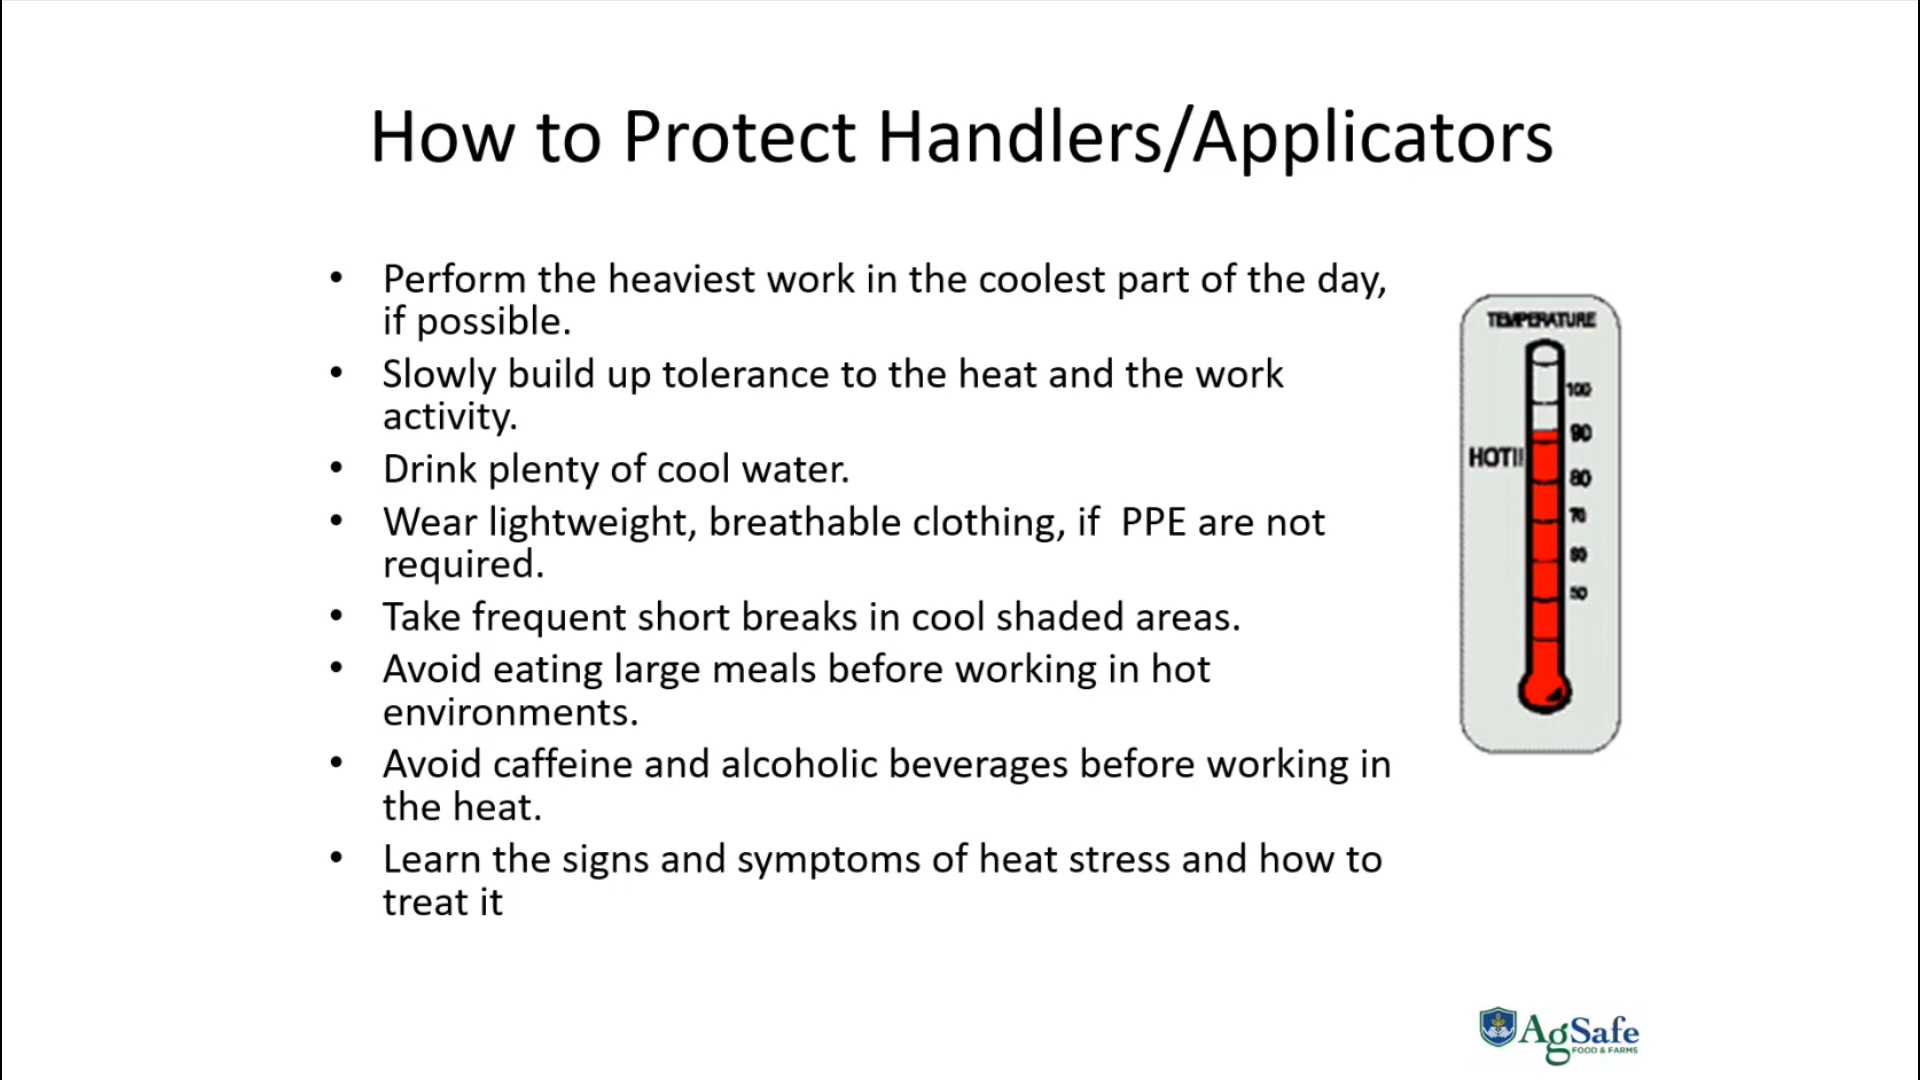 How to Protect Handlers/Applicators
• Perform the heaviest work in the coolest part of the day,
if possible.
• Slowly build up tolerance to the heat and the work
activity.
• Drink plenty of cool water.
• Wear lightweight, breathable clothing, if  PPE are not
required.
• Take frequent short breaks in cool shaded areas.
• Avoid eating large meals before working in hot
environments.
• Avoid caffeine and alcoholic beverages before working in
the heat.
• Learn the signs and symptoms of heat stress and how to
treat it
TEMPERATURE
100
90
HOT!!
80
70
60
50
AgSafe
FOOD & FARMS